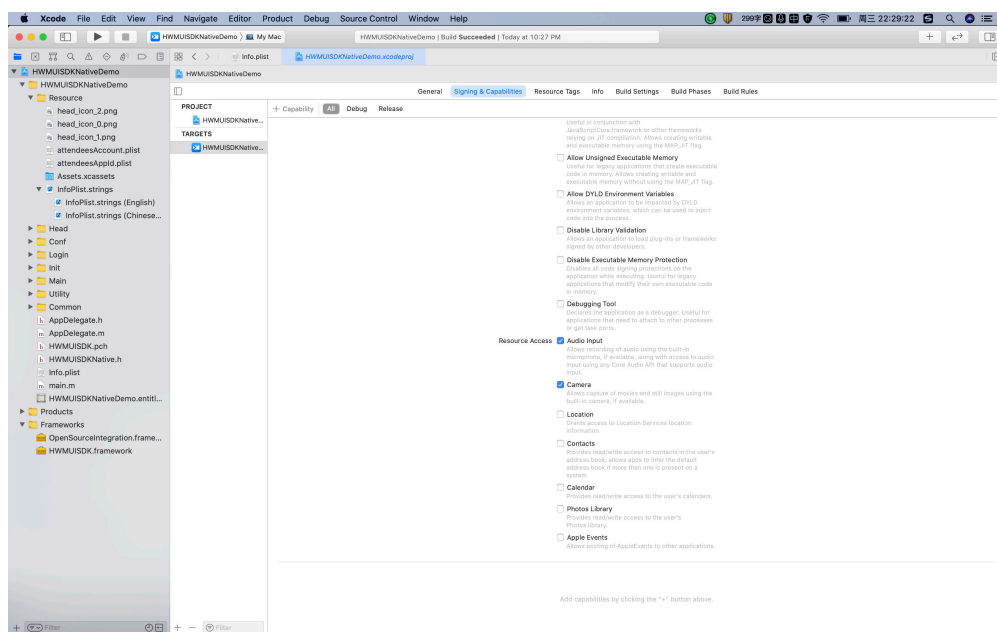 Xcode File Edit View Find Navigate Editor Product Debug Source Control Window Help 299字 周三 22:29:22
HWMUISDKNativeDemo 〉 My Mac
HWMUISDKNativeDemo | Build Succeeded | Today at 10:27 PM
Info.plist
HWMUISDKNativeDemo.xcodeproj
HWMUISDKNativeDemo
HWMUISDKNativeDemo
Resource
head_icon_2.png
head_icon_0.png
head_icon_1.png
attendeesAccount.plist
attendeesAppId.plist
Assets.xcassets
InfoPlist.strings
InfoPlist.strings (English)
InfoPlist.strings (Chinese...
Head
Conf
Login
Init
Main
Utility
Common
AppDelegate.h
AppDelegate.m
HWMUISDK.pch
HWMUISDKNative.h
Info.plist
main.m
HWMUISDKNativeDemo.entitl...
Products
Frameworks
OpenSourceIntegration.frame...
HWMUISDK.framework
Filter
HWMUISDKNativeDemo
General Signing & Capabilities Resource Tags Info Build Settings Build Phases Build Rules
PROJECT
HWMUISDKNative...
TARGETS
HWMUISDKNative...
Filter
+ Capability All Debug Release
Useful in conjunction with
JavaScriptCore.framework or other frameworks
relying on JIT compilation. Allows creating writable
and executable memory using the MAP_JIT flag.
Allow Unsigned Executable Memory
Useful for legacy applications that create executable
code in memory. Allows creating writable and
executable memory without using the MAP_JIT flag.
Allow DYLD Environment Variables
Allows an application to be impacted by DYLD
environment variables, which can be used to inject
code into the process.
Disable Library Validation
Allows an application to load plug-ins or frameworks
signed by other developers.
Disable Executable Memory Protection
Disables all code signing protections on the
application while executing. Useful for legacy
applications that modify their own executable code
in memory.
Debugging Tool
Declares the application as a debugger. Useful for
applications that need to attach to other processes
or get task ports.
Resource Access Audio Input
Allows recording of audio using the built-in
microphone, if available, along with access to audio
input using any Core Audio API that supports audio
input.
Camera
Allows capture of movies and still images using the
built-in camera, if available.
Location
Grants access to Location Services location
information.
Contacts
Provides read/write access to contacts in the user's
address book; allows apps to infer the default
address book if more than one is present on a
system.
Calendar
Provides read/write access to the user's calendars.
Photos Library
Provides read/write access to the user's
Photos library.
Apple Events
Allows posting of AppleEvents to other applications.
Add capabilities by clicking the "+" button above.